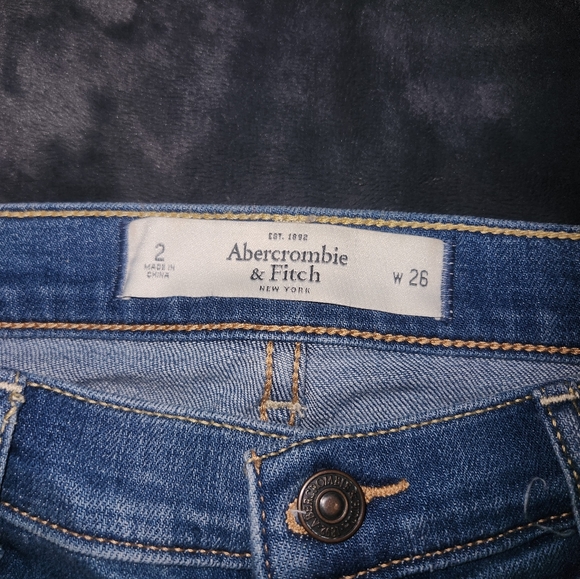 EST. 1892
2
MADE IN
CHINA
Abercrombie
& Fitch
NEW YORK
W 26